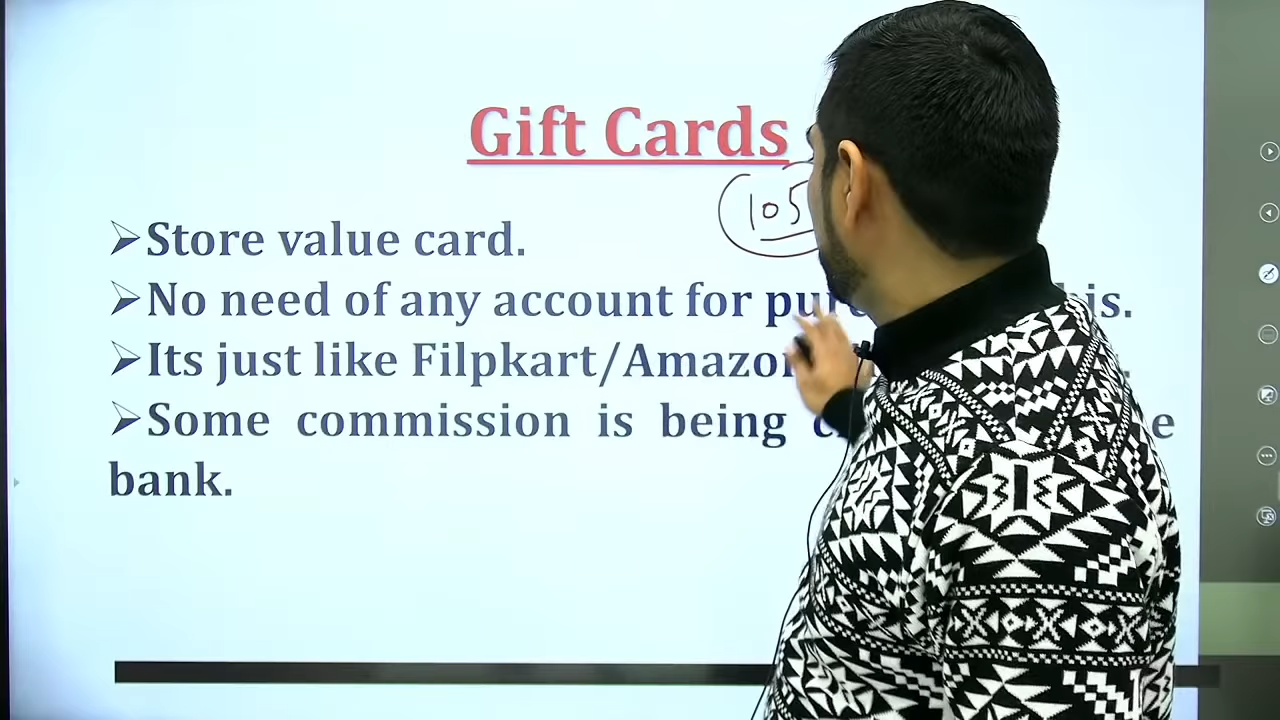 Gift Cards
105
➢Store value card.
➢No need of any account for is.
➢Its just like Filpkart/Amazon
➢Some commission is being
bank.